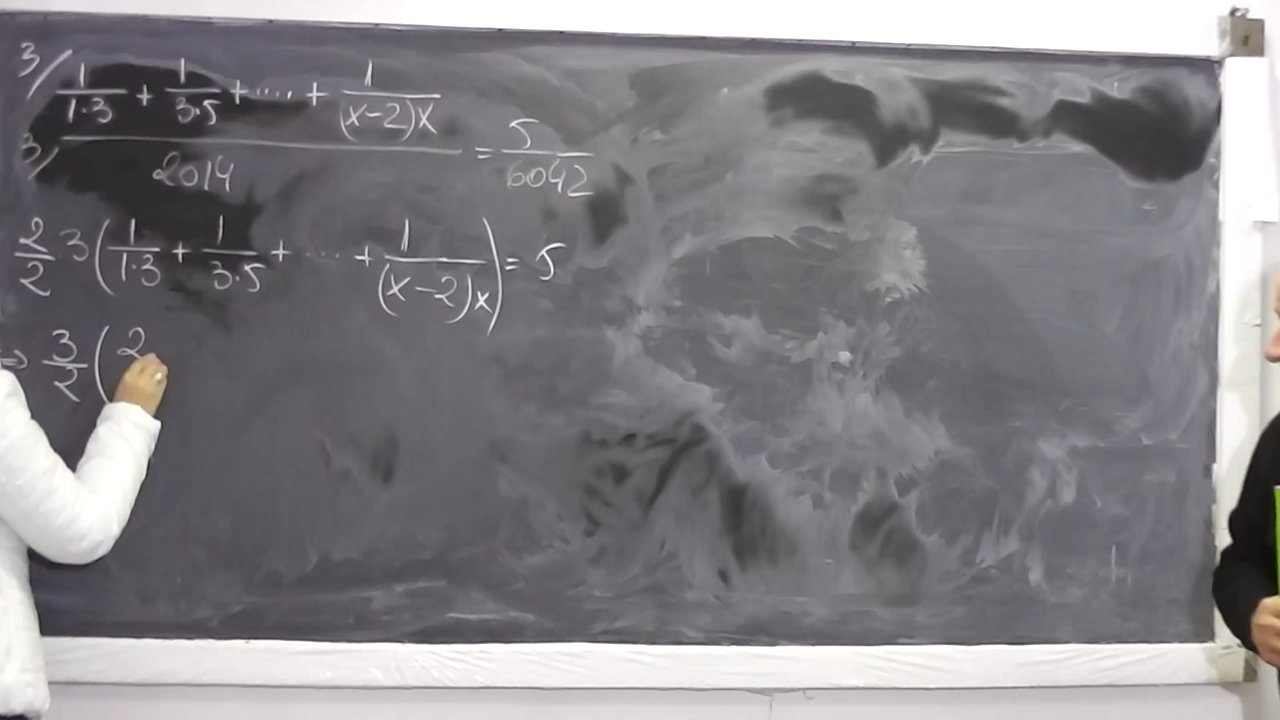 3/ 1/(1·3) + 1/(3·5) + .... + 1/((x-2)x)
3/ 2014 = 5/6042
2/2 3(1/(1·3) + 1/(3·5) + ... + 1/((x-2)x)) = 5
=> 3/2 (2